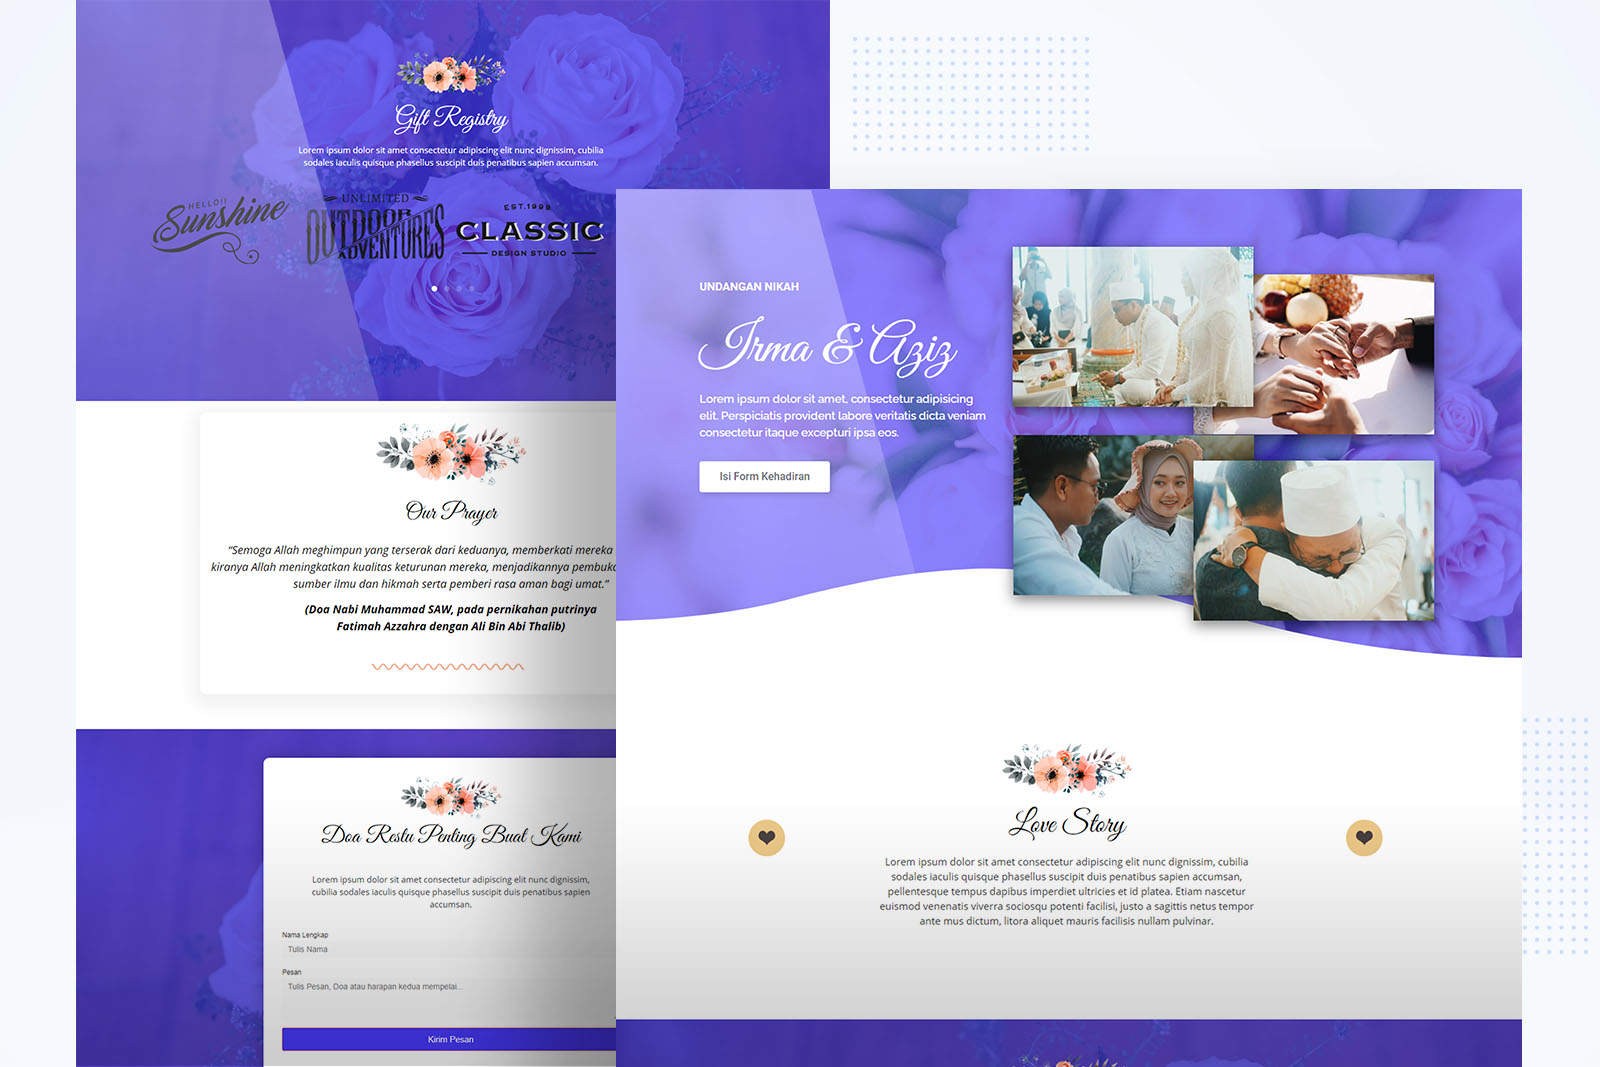 Gift Registry
Lorem ipsum dolor sit amet consectetur adipiscing elit nunc dignissim, cubilia
sodales iaculis quisque phasellus suscipit duis penatibus sapien accumsan.
HELLO!!
Sunshine
UNLIMITED
OUTDOOR
ADVENTURES
EST.1998
CLASSIC
DESIGN STUDIO
Our Prayer
“Semoga Allah meghimpun yang terserak dari keduanya, memberkati mereka
kiranya Allah meningkatkan kualitas keturunan mereka, menjadikannya pembuka
sumber ilmu dan hikmah serta pemberi rasa aman bagi umat.”
(Doa Nabi Muhammad SAW, pada pernikahan putrinya
Fatimah Azzahra dengan Ali Bin Abi Thalib)
Doa Restu Penting Buat Kami
Lorem ipsum dolor sit amet consectetur adipiscing elit nunc dignissim,
cubilia sodales iaculis quisque phasellus suscipit duis penatibus sapien
accumsan.
Nama Lengkap
Tulis Nama
Pesan
Tulis Pesan, Doa atau harapan kedua mempelai...
Kirim Pesan
UNDANGAN NIKAH
Irma & Aziz
Lorem ipsum dolor sit amet, consectetur adipisicing
elit. Perspiciatis provident labore veritatis dicta veniam
consectetur itaque excepturi ipsa eos.
Isi Form Kehadiran
Love Story
Lorem ipsum dolor sit amet consectetur adipiscing elit nunc dignissim, cubilia
sodales iaculis quisque phasellus suscipit duis penatibus sapien accumsan,
pellentesque tempus dapibus imperdiet ultricies et id platea. Etiam nascetur
euismod venenatis viverra sociosqu potenti facilisi, justo a sagittis netus tempor
ante mus dictum, litora aliquet mauris facilisis nullam pulvinar.